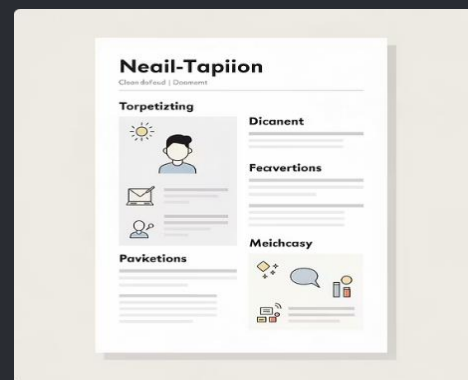 Neail-Tapiion
Torpetizting
Pavketions
Dicanent
Feavertions
Meichcasy